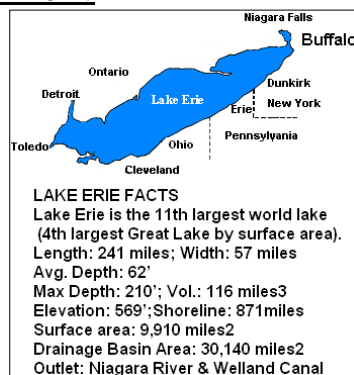 Niagara Falls
Buffalo
Ontario
Dunkirk
Detroit
Lake Erie
New York
Erie
Pennsylvania
Toledo
Ohio
Cleveland
LAKE ERIE FACTS
Lake Erie is the 11th largest world lake
(4th largest Great Lake by surface area).
Length: 241 miles; Width: 57 miles
Avg. Depth: 62'
Max Depth: 210'; Vol.: 116 miles3
Elevation: 569';Shoreline: 871miles
Surface area: 9,910 miles2
Drainage Basin Area: 30,140 miles2
Outlet: Niagara River & Welland Canal